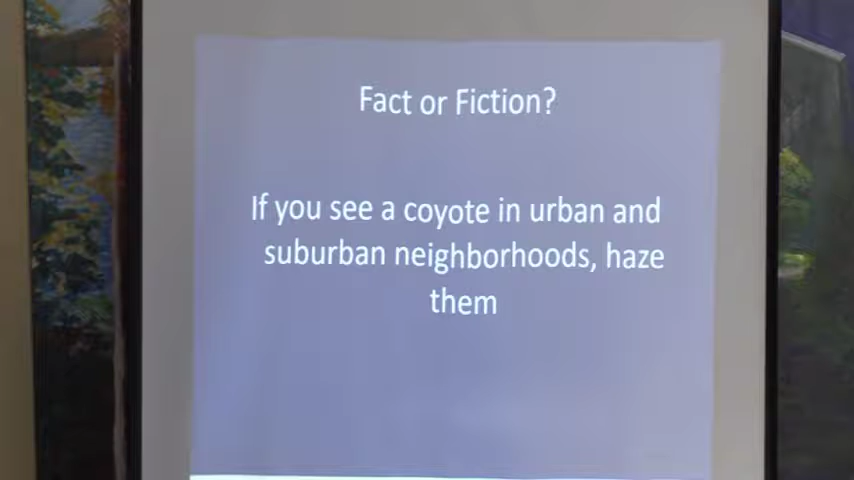 Fact or Fiction?
If you see a coyote in urban and
suburban neighborhoods, haze
them